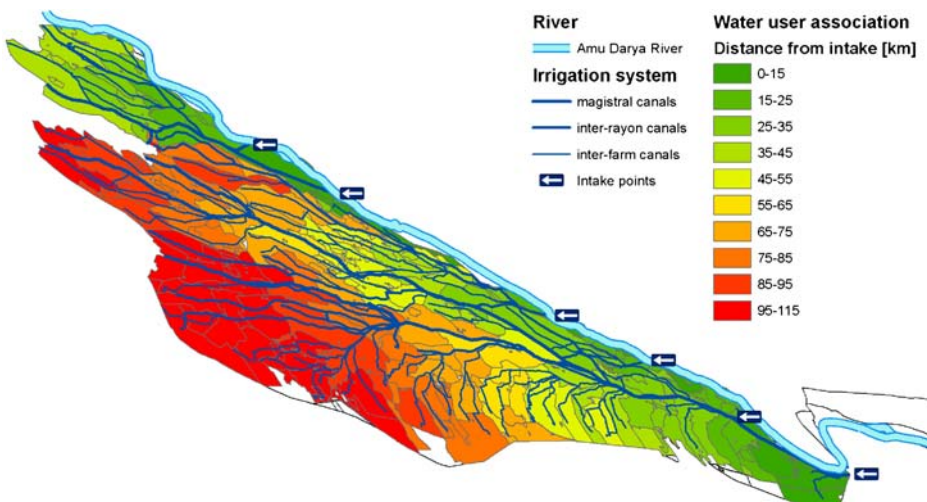 River
Amu Darya River
Irrigation system
magistral canals
inter-rayon canals
inter-farm canals
Intake points
Water user association
Distance from intake [km]
0-15
15-25
25-35
35-45
45-55
55-65
65-75
75-85
85-95
95-115